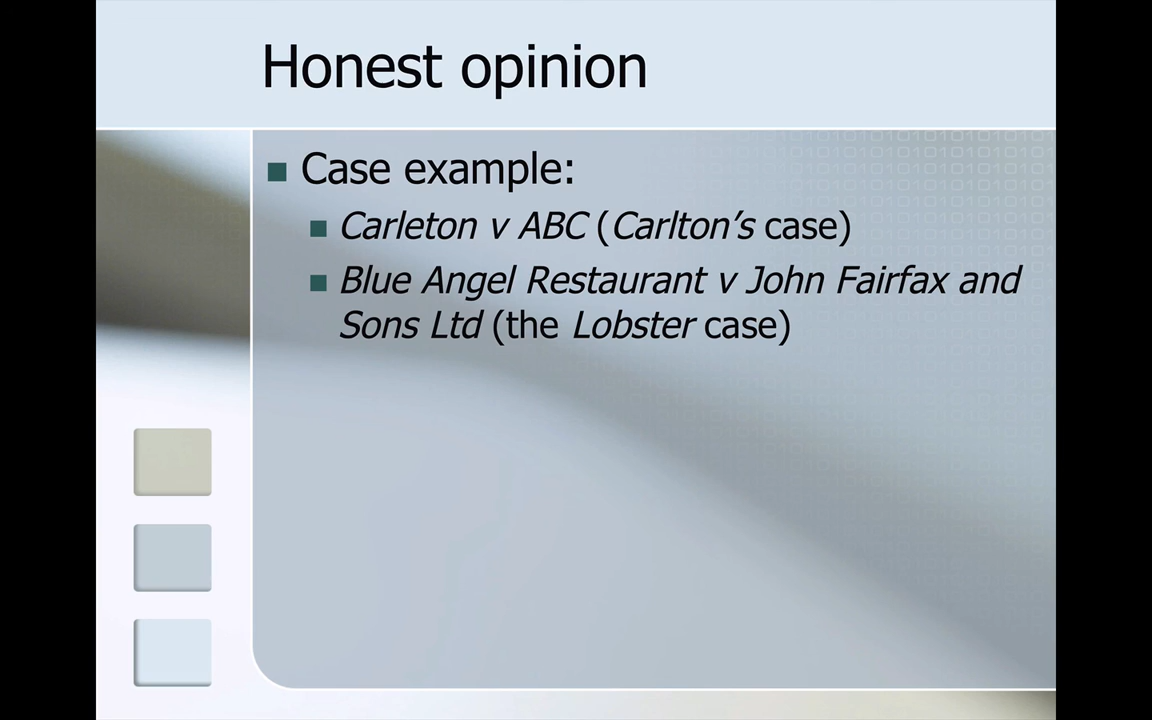 Honest opinion
Case example:
Carleton v ABC (Carlton’s case)
Blue Angel Restaurant v John Fairfax and
Sons Ltd (the Lobster case)